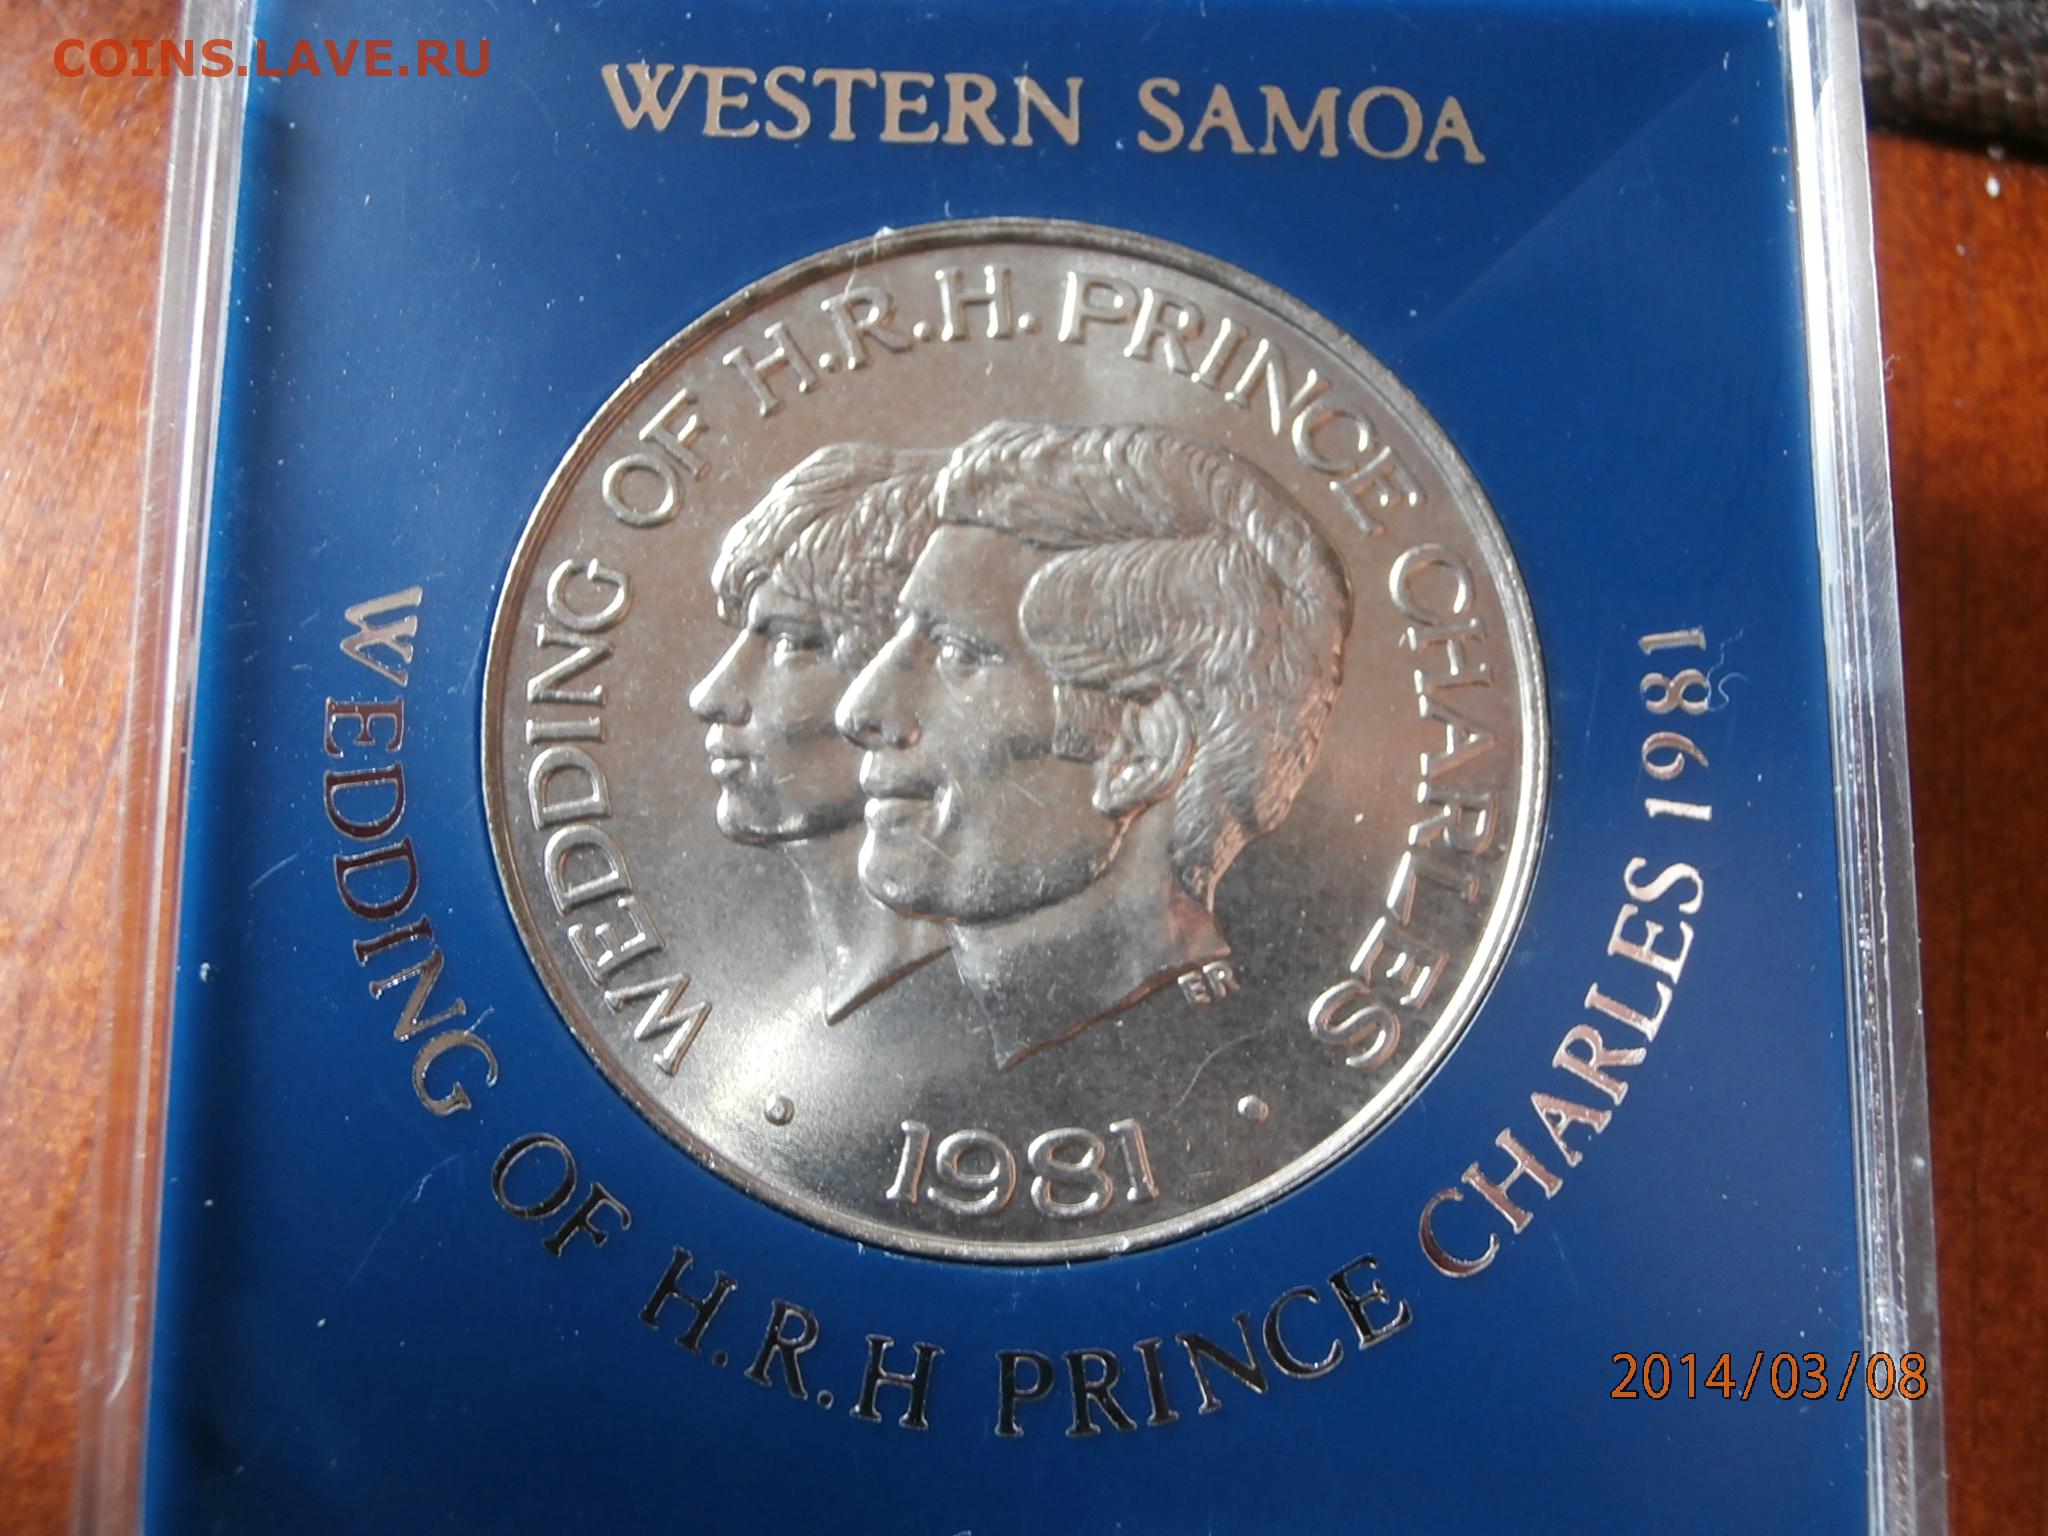 COINS.LAVE.RU
WESTERN SAMOA
WEDDING OF H.R.H. PRINCE CHARLES
ER
· 1981 ·
WEDDING OF H.R.H PRINCE CHARLES 1981
2014/03/08